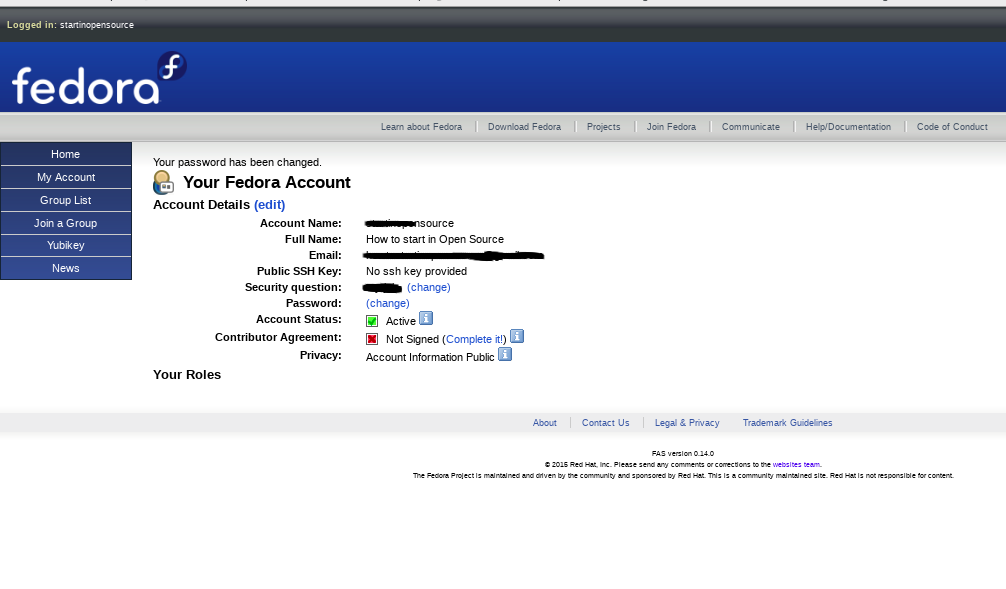 Logged in: startinopensource
fedora
Learn about Fedora Download Fedora Projects Join Fedora Communicate Help/Documentation Code of Conduct
Home
My Account
Group List
Join a Group
Yubikey
News
Your password has been changed.
Your Fedora Account
Account Details (edit)
Account Name: nsource
Full Name: How to start in Open Source
Email:
Public SSH Key: No ssh key provided
Security question: (change)
Password: (change)
Account Status: Active
Contributor Agreement: Not Signed (Complete it!)
Privacy: Account Information Public
Your Roles
About Contact Us Legal & Privacy Trademark Guidelines
FAS version 0.14.0
© 2015 Red Hat, Inc. Please send any comments or corrections to the websites team.
The Fedora Project is maintained and driven by the community and sponsored by Red Hat. This is a community maintained site. Red Hat is not responsible for content.